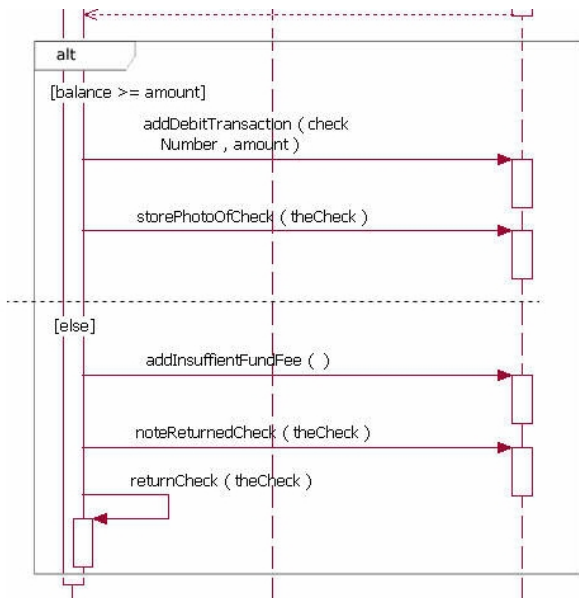 alt
[balance >= amount]
addDebitTransaction ( check
Number , amount )
storePhotoOfCheck ( theCheck )
[else]
addInsuffientFundFee ( )
noteReturnedCheck ( theCheck )
returnCheck ( theCheck )